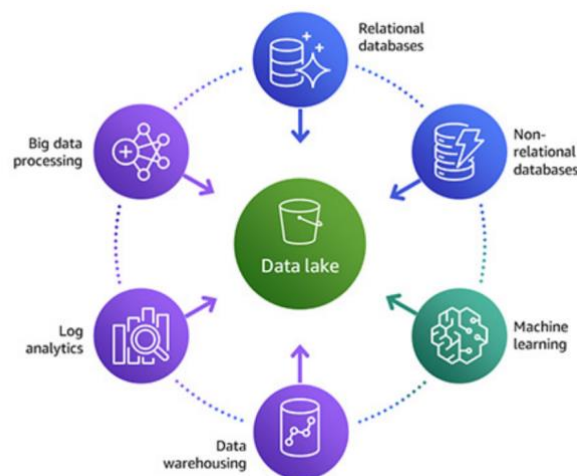 Relational
databases
Non-
relational
databases
Machine
learning
Data
warehousing
Log
analytics
Big data
processing
Data lake